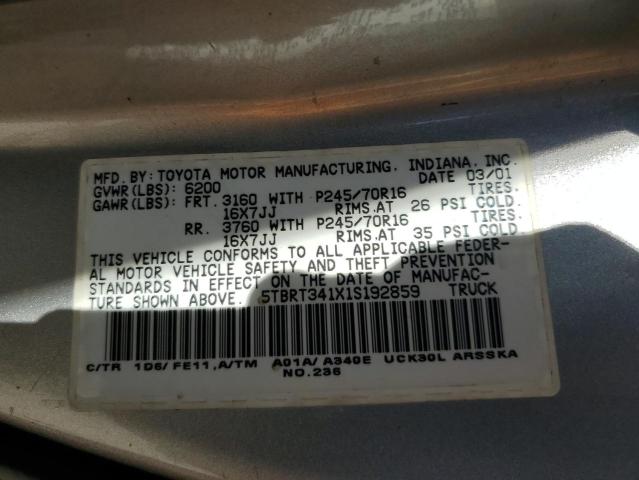 MFD. BY: TOYOTA MOTOR MANUFACTURING, INDIANA, INC.
GVWR(LBS): 6200 DATE 03/01
GAWR(LBS): FRT. 3160 WITH P245/70R16 TIRES.
16X7JJ RIMS.AT 26 PSI COLD.
RR. 3760 WITH P245/70R16 TIRES.
16X7JJ RIMS.AT 35 PSI COLD.
THIS VEHICLE CONFORMS TO ALL APPLICABLE FEDER-
AL MOTOR VEHICLE SAFETY AND THEFT PREVENTION
STANDARDS IN EFFECT ON THE DATE OF MANUFAC-
TURE SHOWN ABOVE. 5TBRT341X1S192859 TRUCK
C/TR 1D6/FE11,A/TM A01A/A340E UCK30L ARSSKA
NO.236